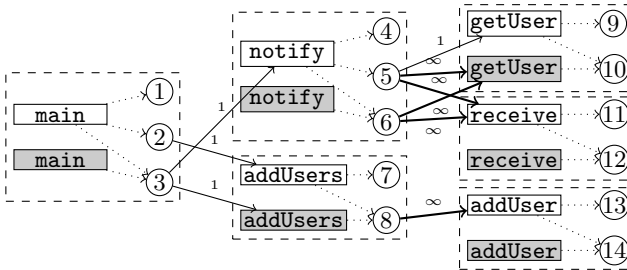 main
main
1
2
3
1
1
1
notify
notify
4
5
6
addUsers
addUsers
7
8
1
∞
∞
∞
∞
∞
getUser
getUser
9
10
receive
receive
11
12
addUser
addUser
13
14